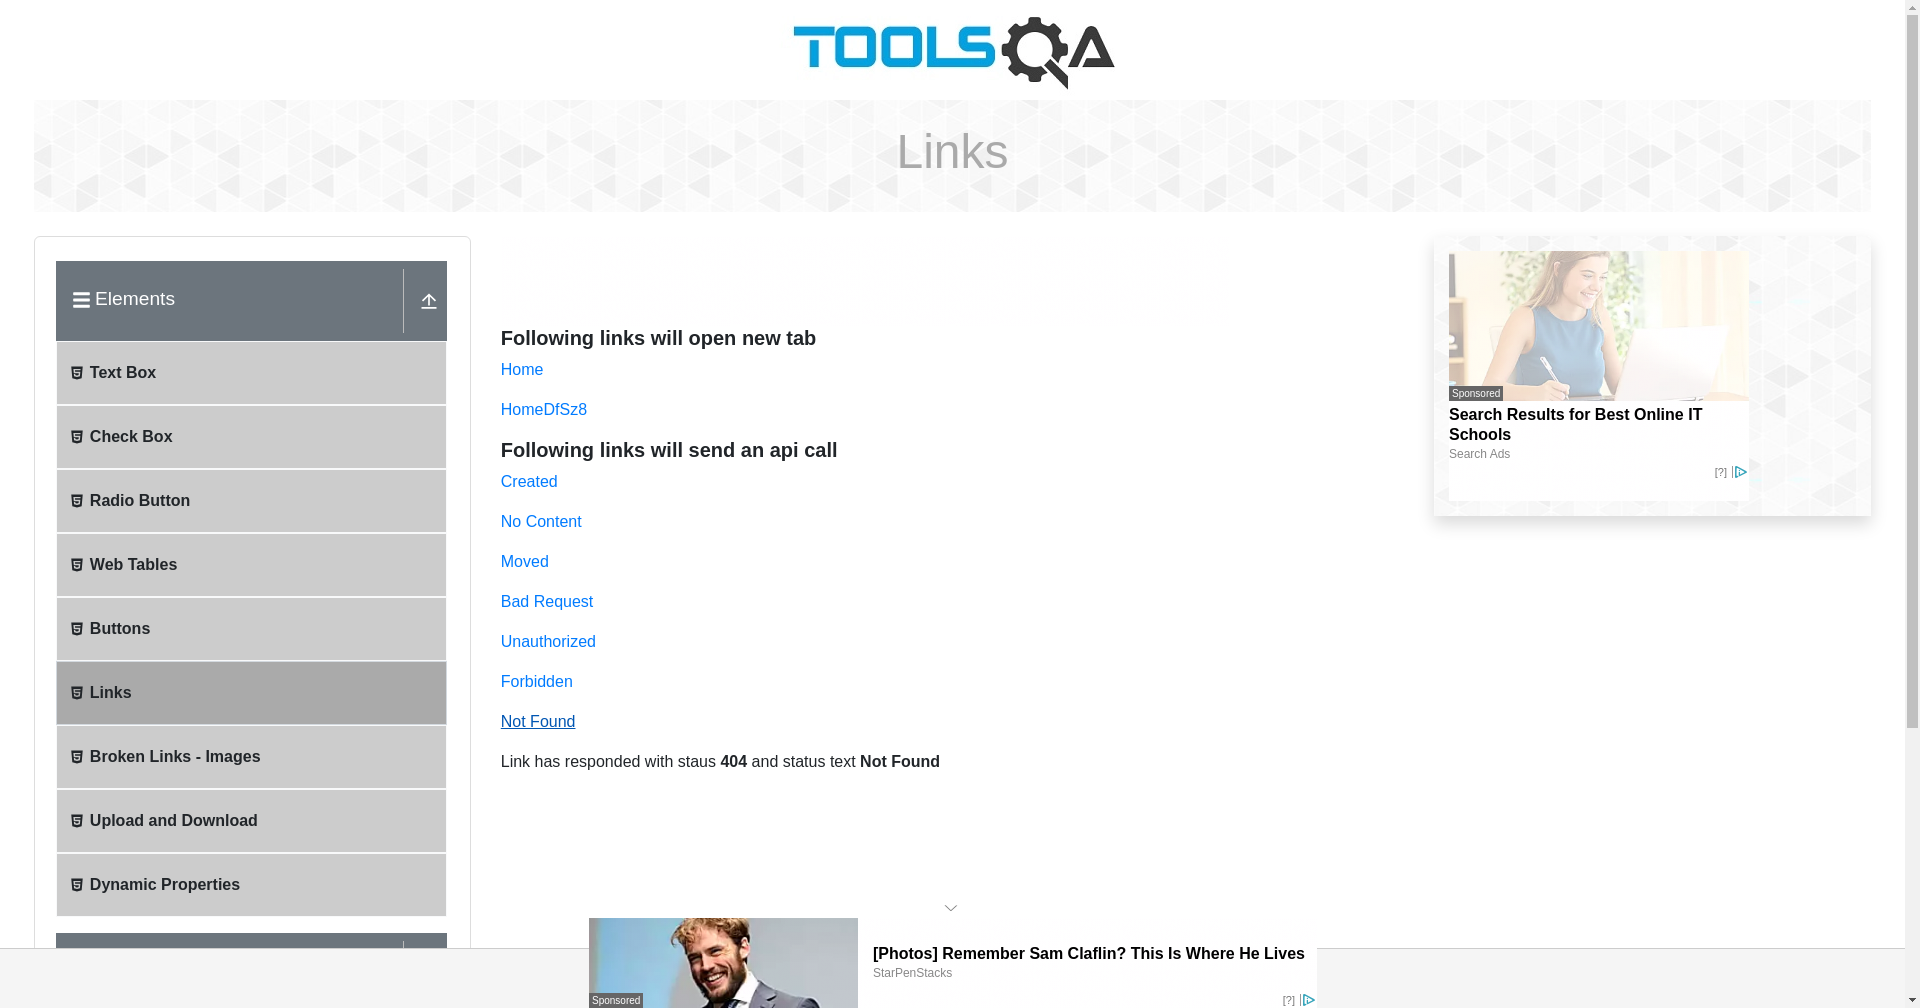 TOOLSQA
Links
Elements
Text Box
Check Box
Radio Button
Web Tables
Buttons
Links
Broken Links - Images
Upload and Download
Dynamic Properties
Following links will open new tab
Home
HomeDfSz8
Following links will send an api call
Created
No Content
Moved
Bad Request
Unauthorized
Forbidden
Not Found
Link has responded with staus 404 and status text Not Found
Sponsored
Search Results for Best Online IT
Schools
Search Ads
[?]
[Photos] Remember Sam Claflin? This Is Where He Lives
StarPenStacks
Sponsored
[?]